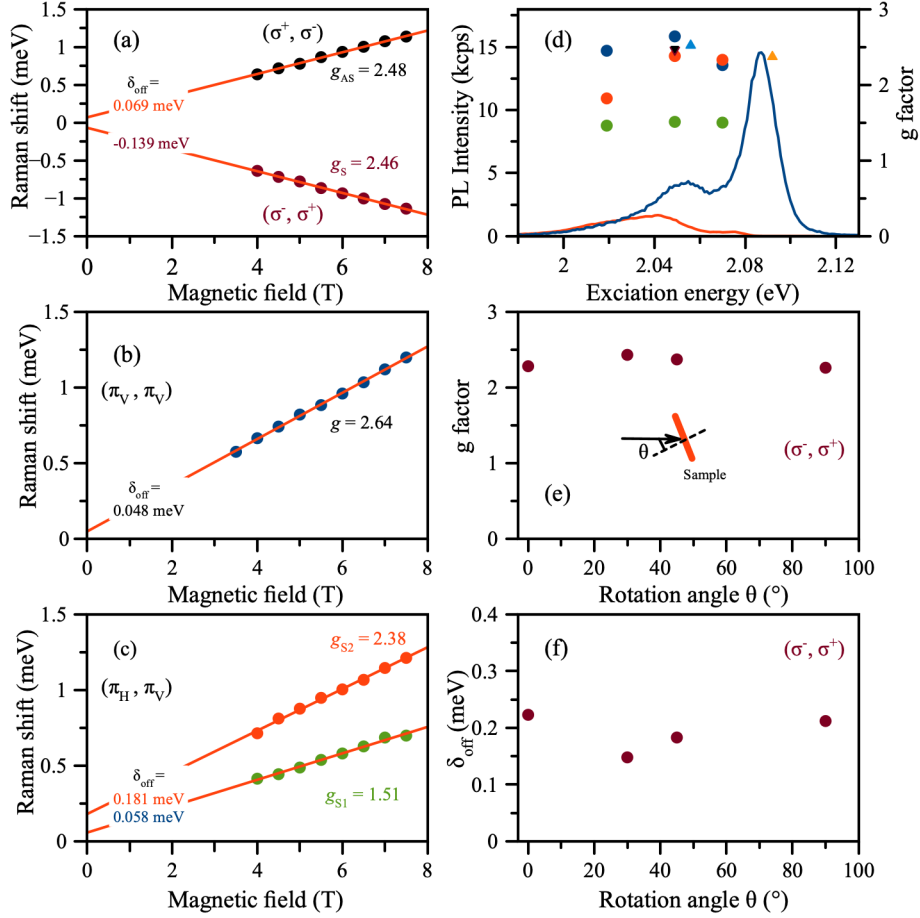 (a)
Raman shift (meV)
1.5
1
0.5
0
−0.5
−1
−1.5
(σ+, σ-)
gAS = 2.48
δoff =
0.069 meV
-0.139 meV
gS = 2.46
(σ-, σ+)
0 2 4 6 8
Magnetic field (T)
(d)
PL Intensity (kcps)
15
10
5
0
g factor
3
2
1
0
2 2.04 2.08 2.12
Exciation energy (eV)
(b)
Raman shift (meV)
1.5
1
0.5
0
(πV , πV)
g = 2.64
δoff =
0.048 meV
0 2 4 6 8
Magnetic field (T)
(e)
g factor
3
2
1
0
θ
Sample
(σ-, σ+)
0 20 40 60 80 100
Rotation angle θ (°)
(c)
Raman shift (meV)
1.5
1
0.5
0
gS2 = 2.38
(πH , πV)
δoff =
0.181 meV
0.058 meV
gS1 = 1.51
0 2 4 6 8
Magnetic field (T)
(f)
δoff (meV)
0.4
0.3
0.2
0.1
0
(σ-, σ+)
0 20 40 60 80 100
Rotation angle θ (°)